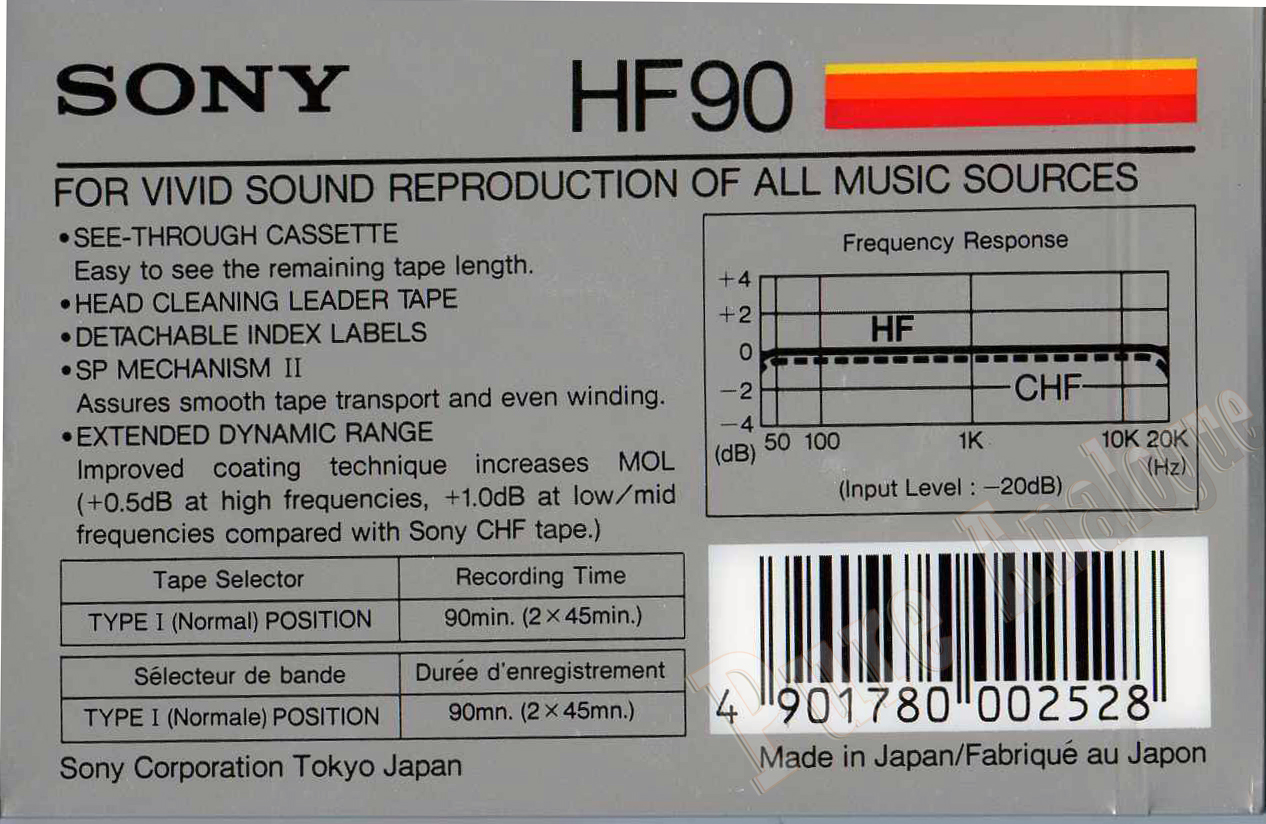 SONY HF90
FOR VIVID SOUND REPRODUCTION OF ALL MUSIC SOURCES
•SEE-THROUGH CASSETTE
Easy to see the remaining tape length.
•HEAD CLEANING LEADER TAPE
•DETACHABLE INDEX LABELS
•SP MECHANISM II
Assures smooth tape transport and even winding.
•EXTENDED DYNAMIC RANGE
Improved coating technique increases MOL
(+0.5dB at high frequencies, +1.0dB at low/mid
frequencies compared with Sony CHF tape.)
Frequency Response
+4
+2
HF
0
CHF
−2
−4
(dB) 50 100 1K 10K 20K
(Hz)
(Input Level : −20dB)
Tape Selector Recording Time
TYPE I (Normal) POSITION 90min. (2×45min.)
Sélecteur de bande Durée d'enregistrement
TYPE I (Normale) POSITION 90mn. (2×45mn.)
Sony Corporation Tokyo Japan
4 901780 002528
Made in Japan/Fabriqué au Japon
Pure Analogue